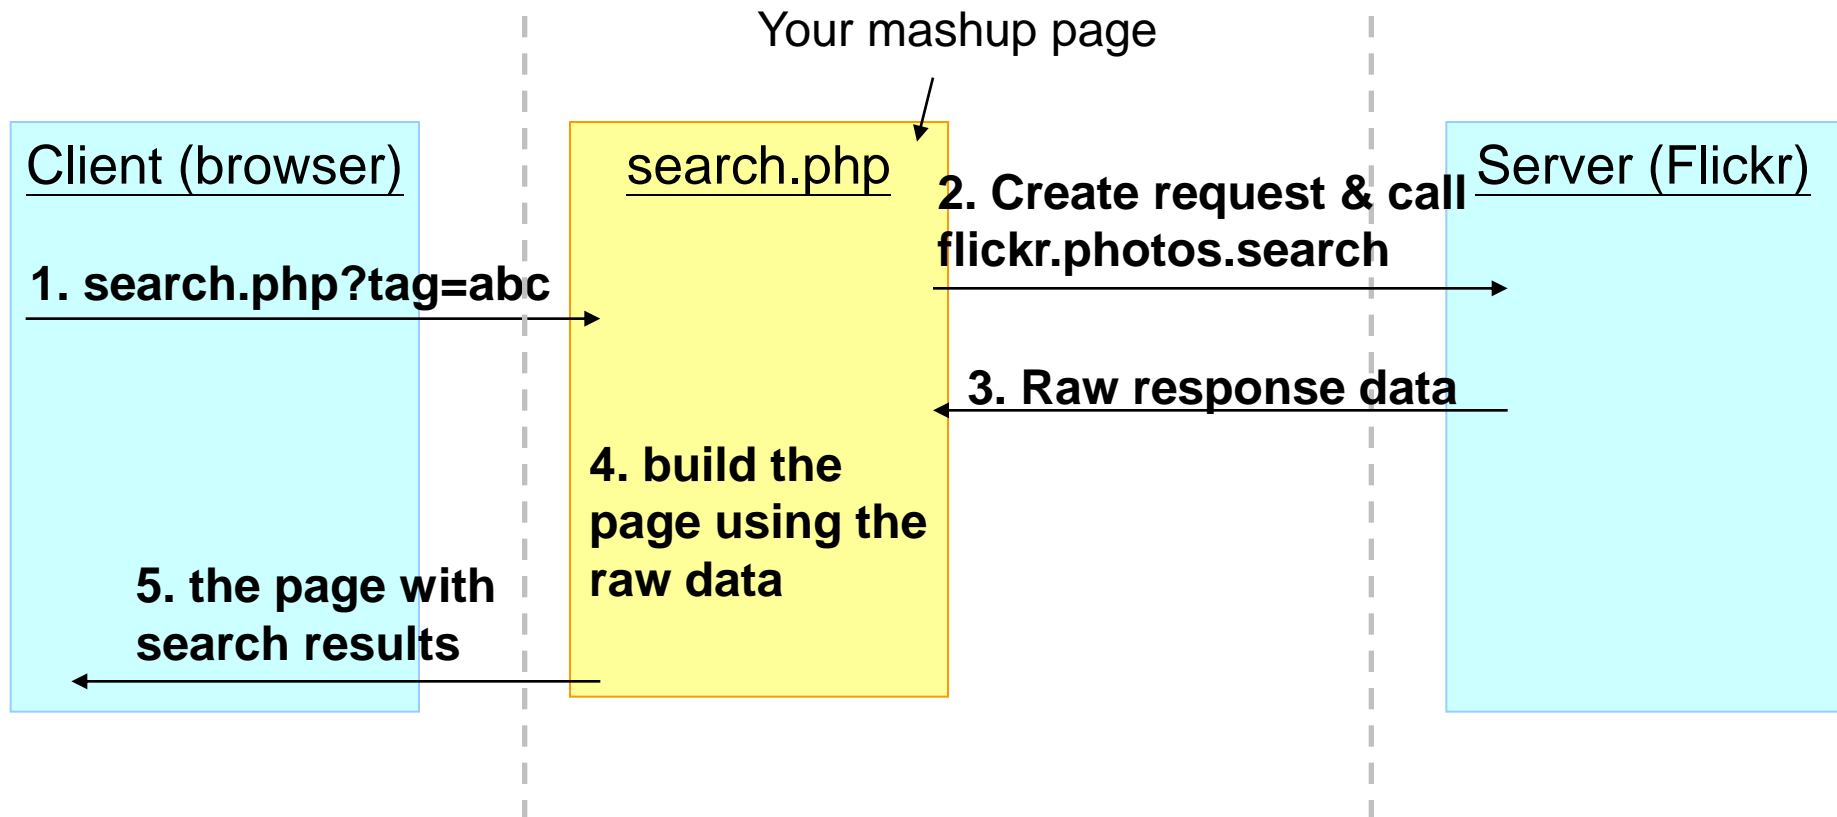 Your mashup page
Client (browser)
search.php
Server (Flickr)
1. search.php?tag=abc
2. Create request & call
flickr.photos.search
3. Raw response data
4. build the
page using the
raw data
5. the page with
search results